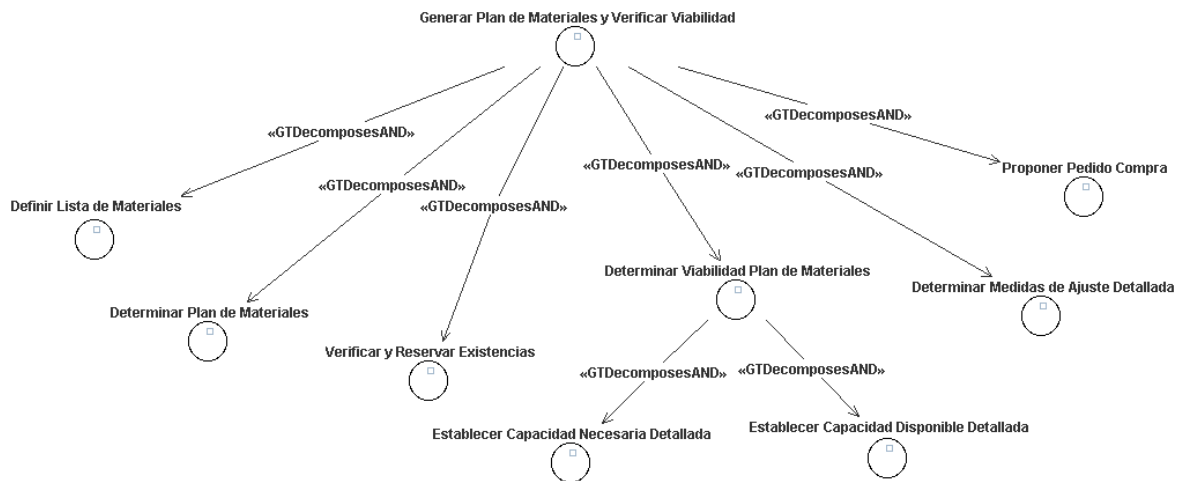 Generar Plan de Materiales y Verificar Viabilidad
«GTDecomposesAND»
«GTDecomposesAND»
«GTDecomposesAND»
«GTDecomposesAND»
«GTDecomposesAND»
«GTDecomposesAND»
Proponer Pedido Compra
Definir Lista de Materiales
Determinar Viabilidad Plan de Materiales
Determinar Medidas de Ajuste Detallada
Determinar Plan de Materiales
Verificar y Reservar Existencias
«GTDecomposesAND»
«GTDecomposesAND»
Establecer Capacidad Necesaria Detallada
Establecer Capacidad Disponible Detallada